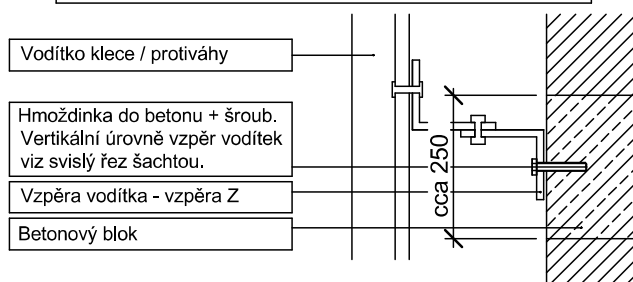 Vodítko klece / protiváhy
Hmoždinka do betonu + šroub.
Vertikální úrovně vzpěr vodítek
viz svislý řez šachtou.
Vzpěra vodítka - vzpěra Z
Betonový blok
cca 250